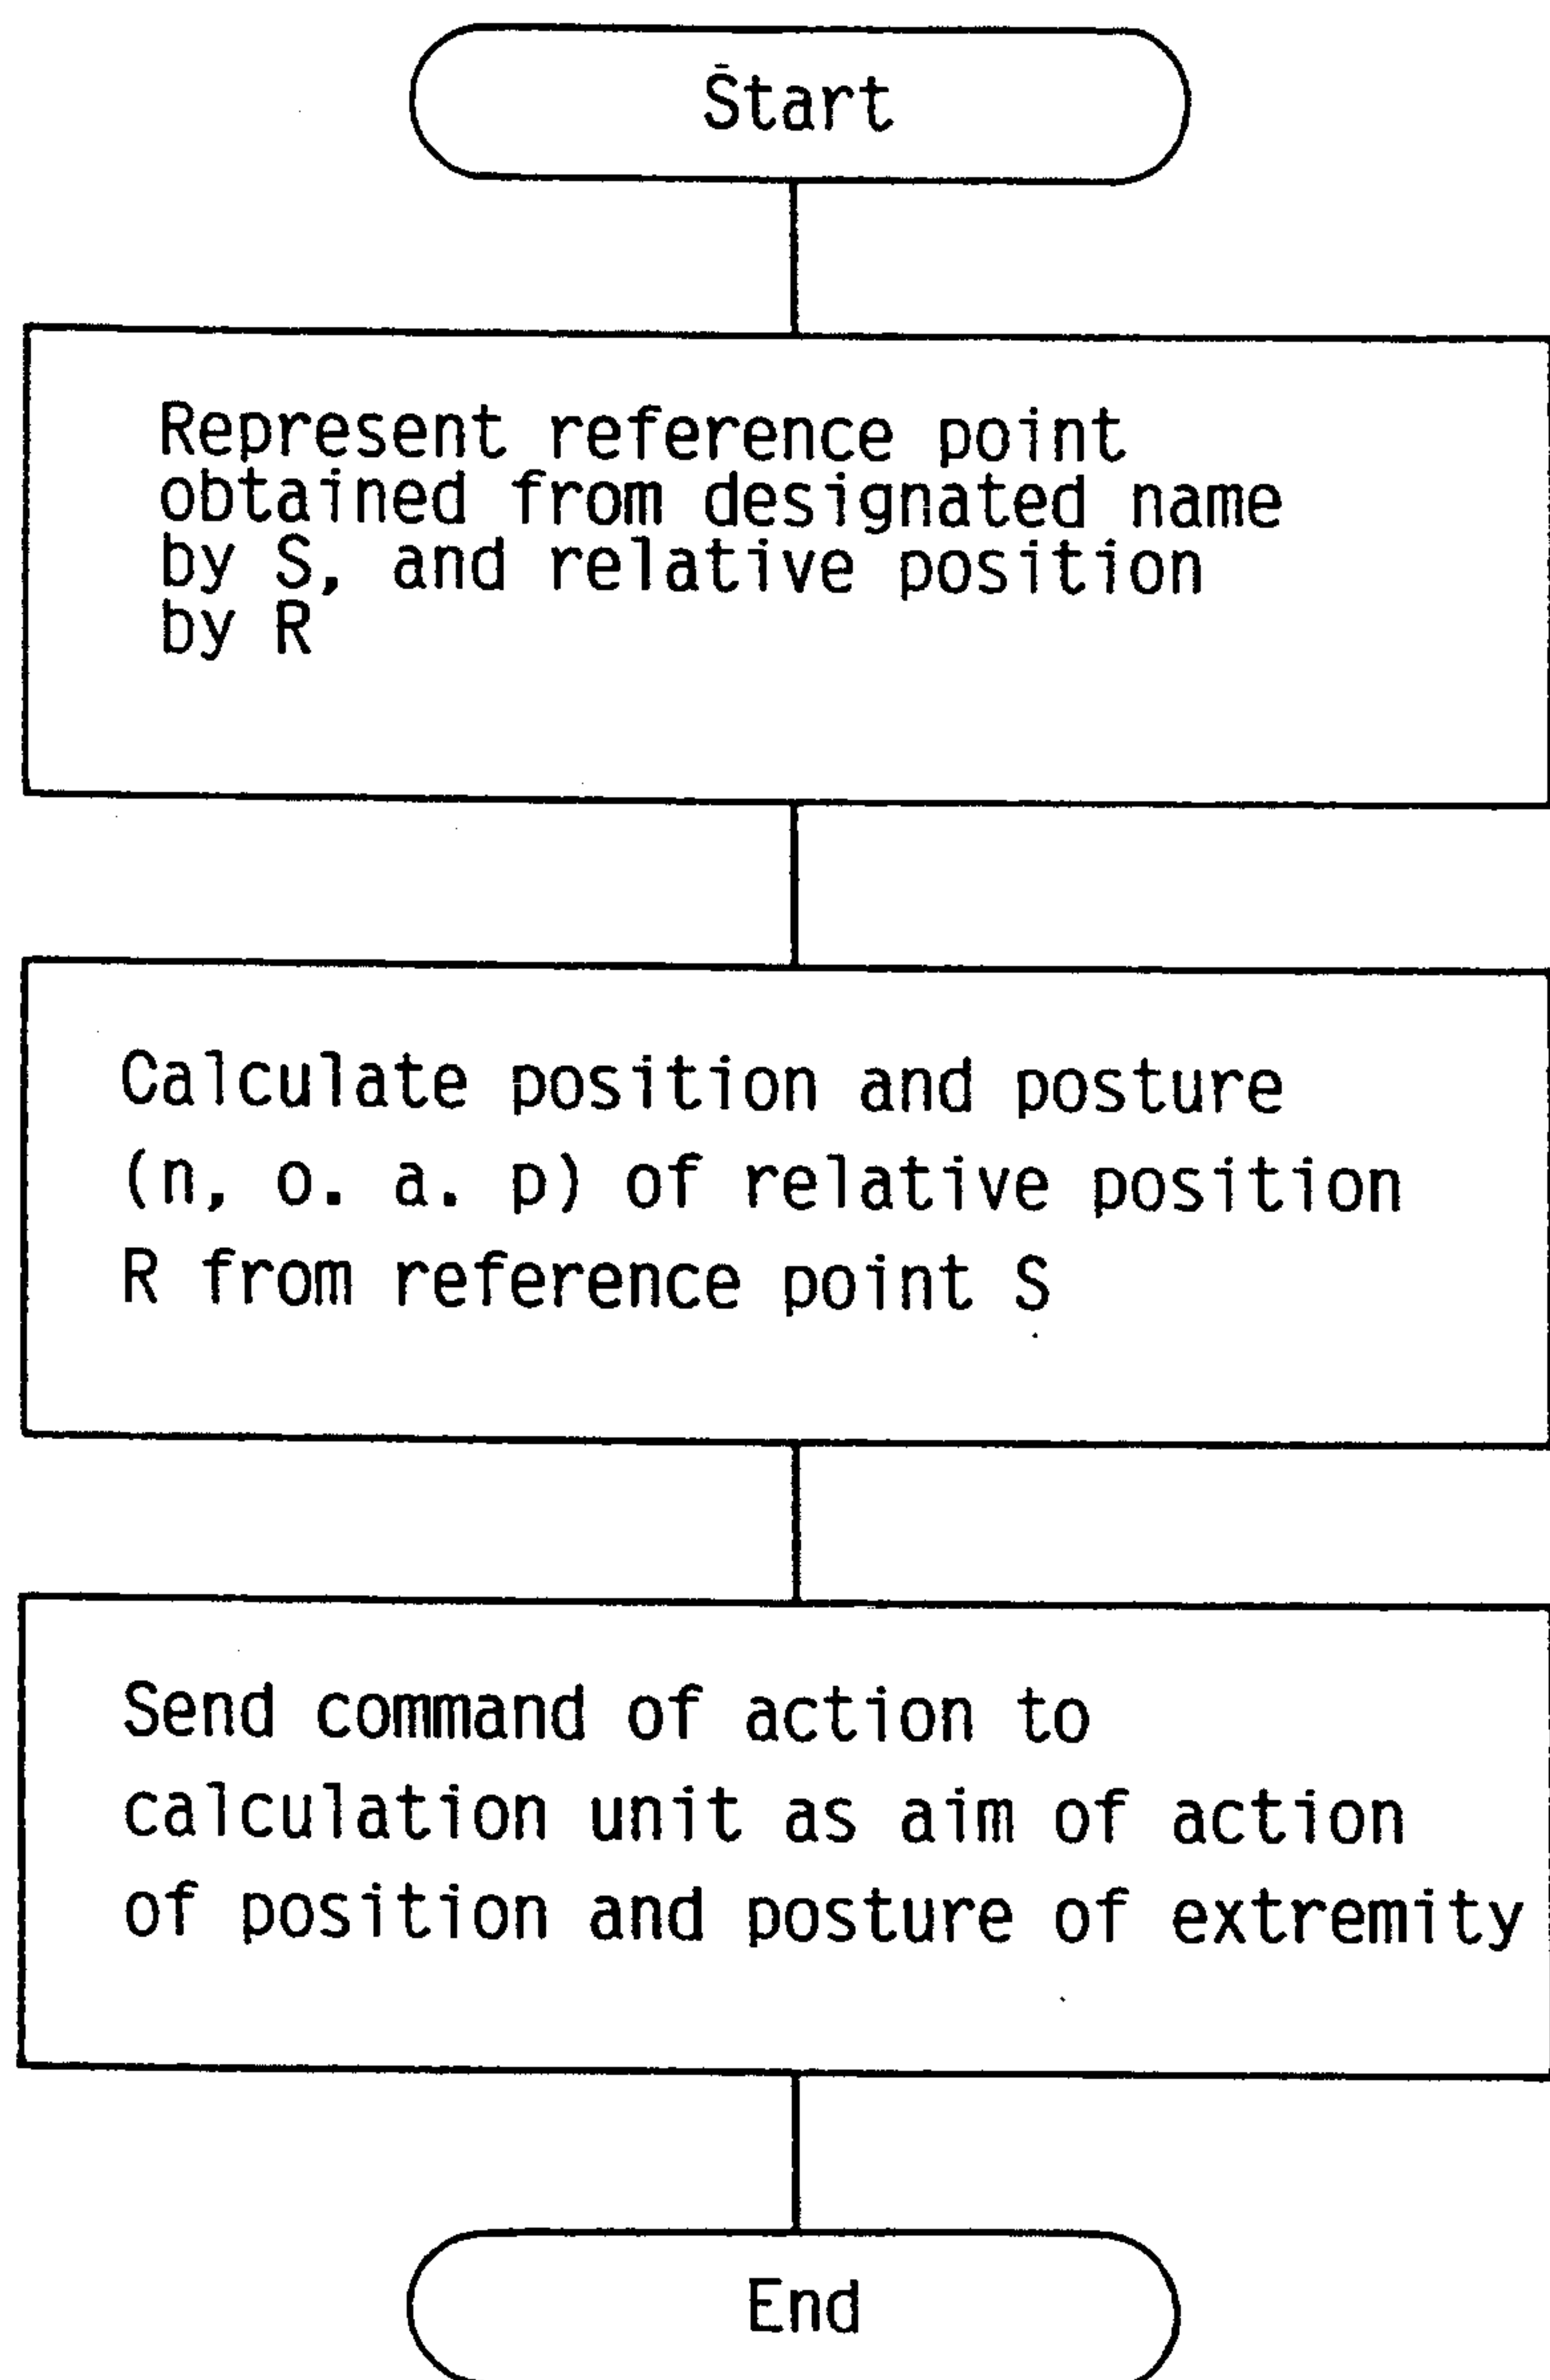 Start
Represent reference point
obtained from designated name
by S, and relative position
by R
Calculate position and posture
(n, o. a. p) of relative position
R from reference point S
Send command of action to
calculation unit as aim of action
of position and posture of extremity
End